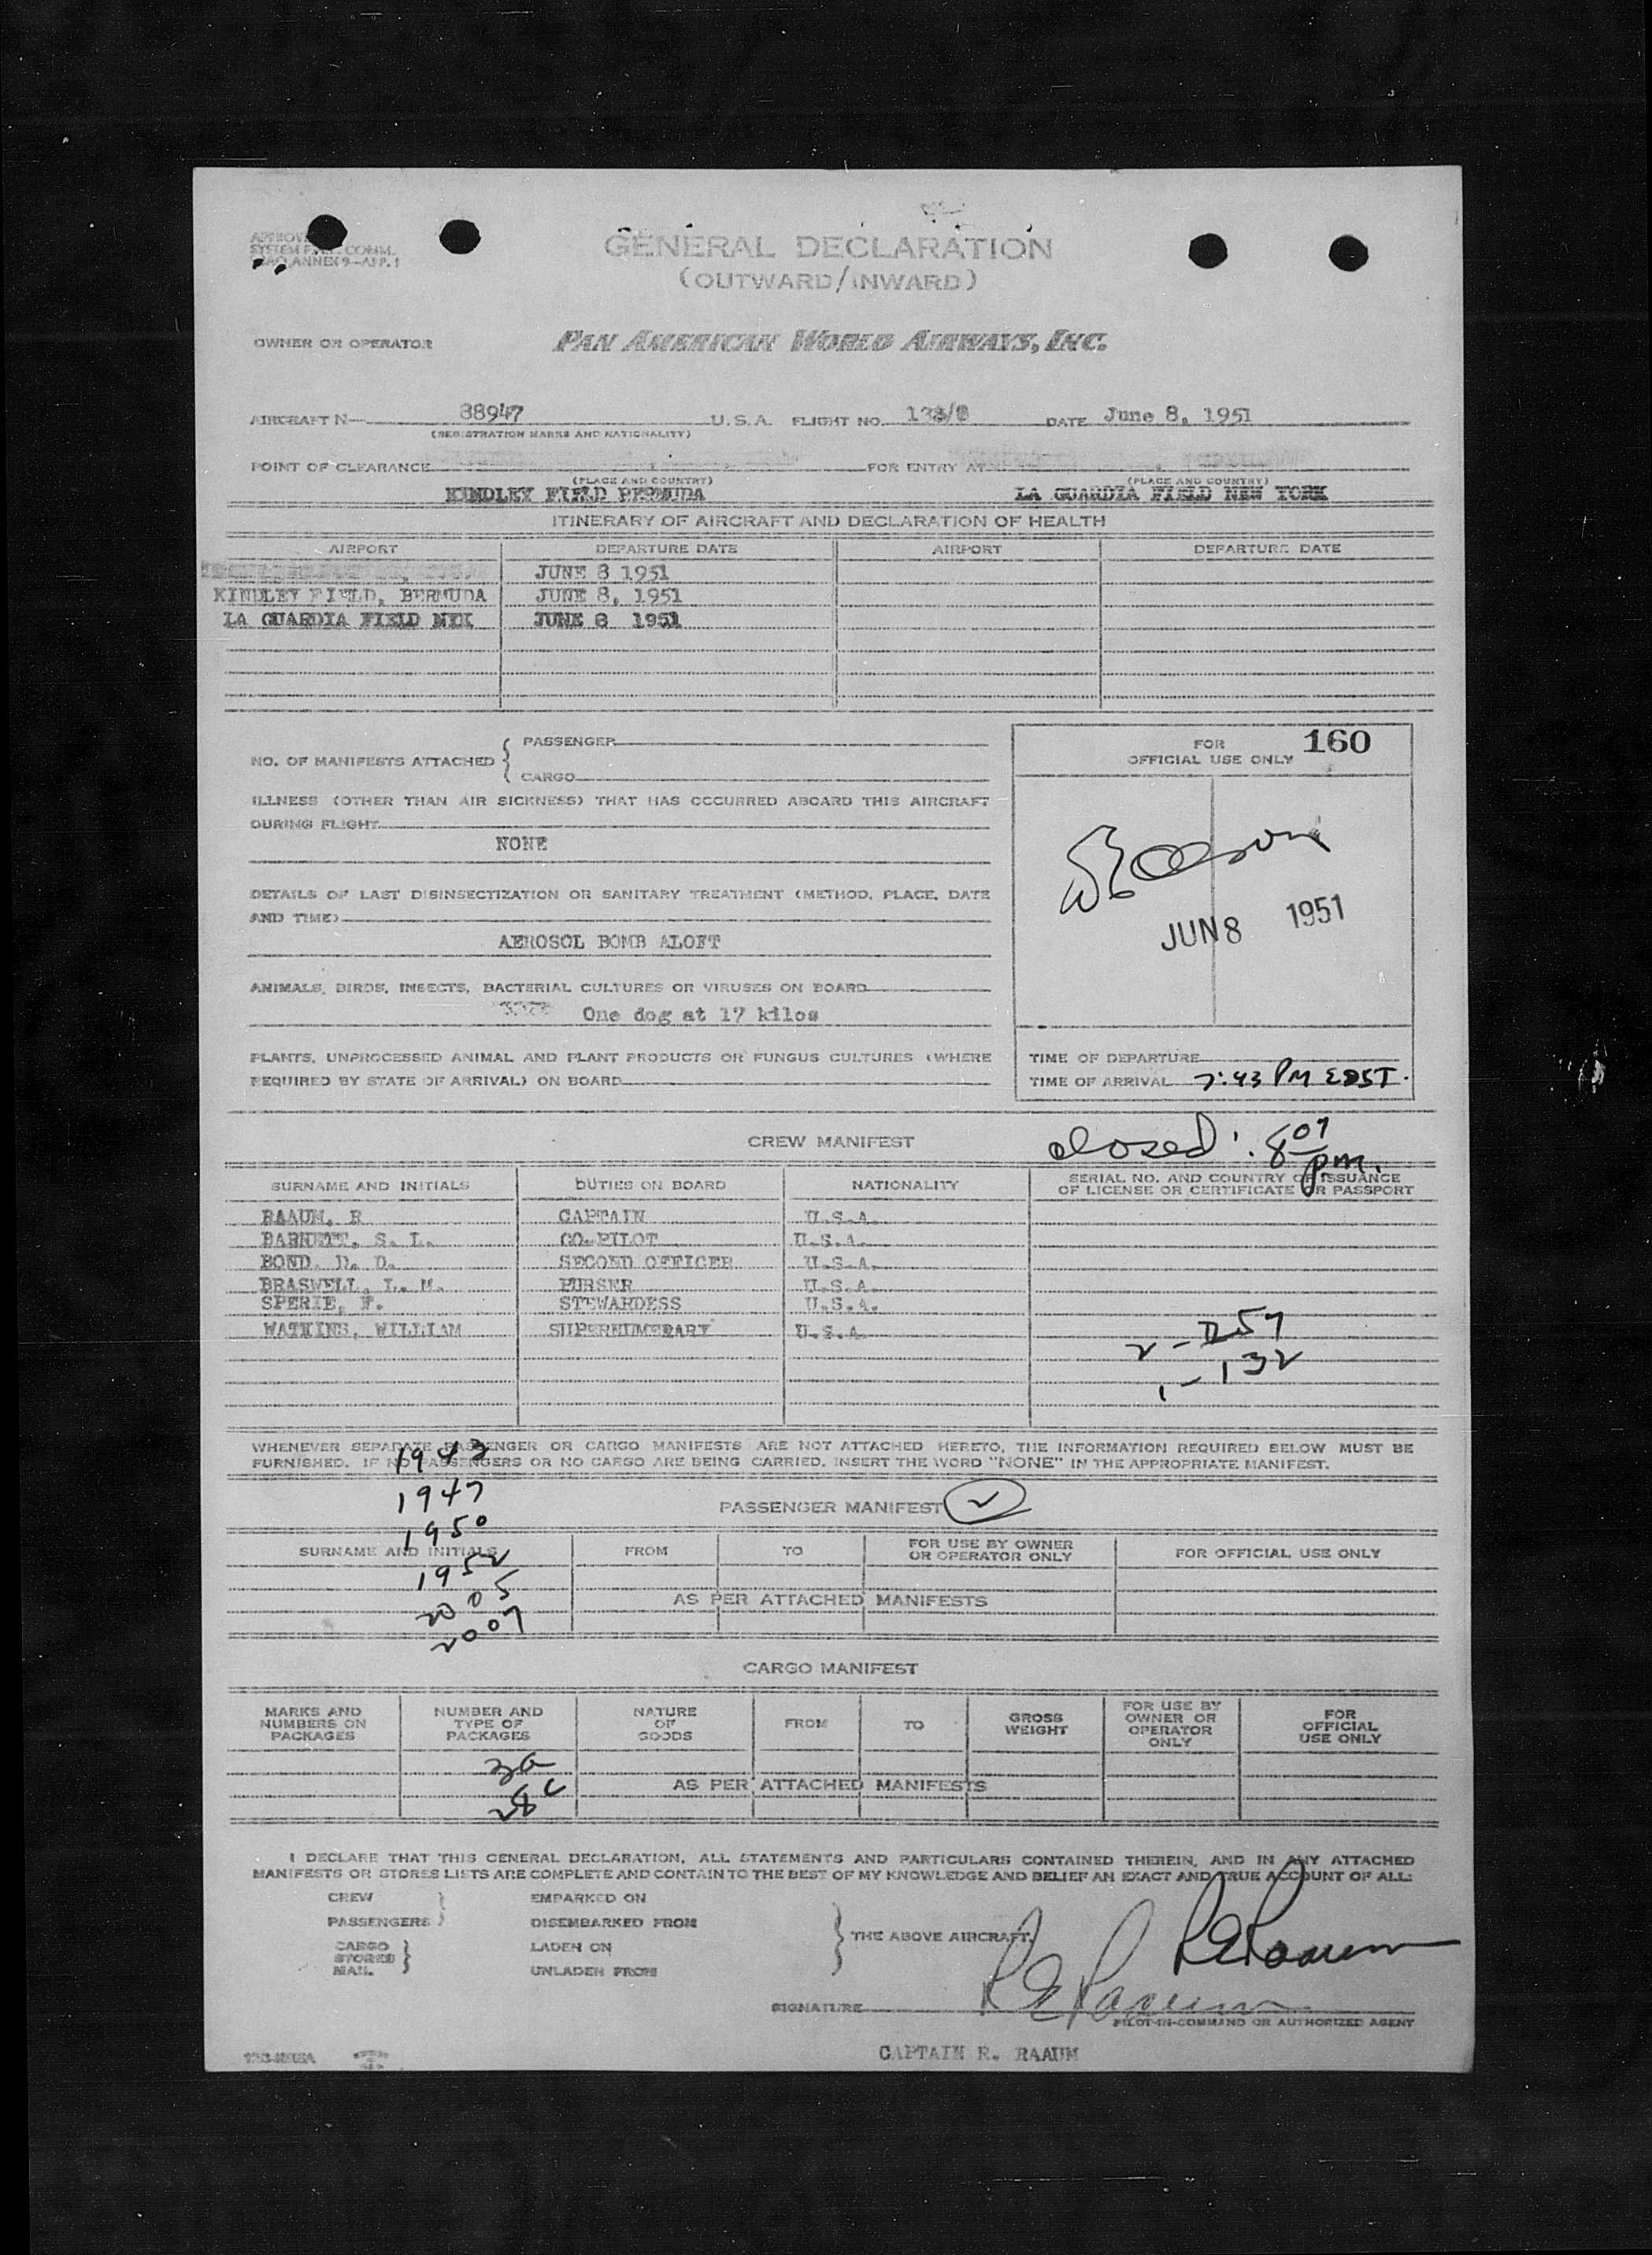 GENERAL DECLARATION
(OUTWARD/INWARD)
OWNER OR OPERATOR PAN AMERICAN WORLD AIRWAYS, INC.
AIRCRAFT N- 88947 U.S.A. FLIGHT NO. DATE June 8, 1951
(REGISTRATION MARKS AND NATIONALITY)
POINT OF CLEARANCE FOR ENTRY AT
(PLACE AND COUNTRY) (PLACE AND COUNTRY)
KINDLEY FIELD BERMUDA LA GUARDIA FIELD NEW YORK
ITINERARY OF AIRCRAFT AND DECLARATION OF HEALTH
AIRPORT DEPARTURE DATE AIRPORT DEPARTURE DATE
JUNE 8 1951
KINDLEY FIELD, BERMUDA JUNE 8, 1951
LA GUARDIA FIELD JUNE 8 1951
NO. OF MANIFESTS ATTACHED { PASSENGER
CARGO
FOR
OFFICIAL USE ONLY 160
ILLNESS (OTHER THAN AIR SICKNESS) THAT HAS OCCURRED ABOARD THIS AIRCRAFT
DURING FLIGHT
NONE
DETAILS OF LAST DISINSECTIZATION OR SANITARY TREATMENT (METHOD, PLACE, DATE
AND TIME)
JUN 8 1951
AEROSOL BOMB ALOFT
ANIMALS, BIRDS, INSECTS, BACTERIAL CULTURES OR VIRUSES ON BOARD
One dog at 17 kilos
PLANTS, UNPROCESSED ANIMAL AND PLANT PRODUCTS OR FUNGUS CULTURES (WHERE
REQUIRED BY STATE OF ARRIVAL) ON BOARD
TIME OF DEPARTURE
TIME OF ARRIVAL 7:43 PM EDST.
CREW MANIFEST
closed: 8 07 pm.
SURNAME AND INITIALS DUTIES ON BOARD NATIONALITY SERIAL NO. AND COUNTRY OF ISSUANCE
OF LICENSE OR CERTIFICATE OR PASSPORT
RAAUM, R CAPTAIN U.S.A.
BARNETT, S. L. CO-PILOT U.S.A.
BOND, D. D. SECOND OFFICER U.S.A.
BRASWELL, L. M. PURSER U.S.A.
SPERIE, F. STEWARDESS U.S.A.
WATKINS, WILLIAM SUPERNUMERARY U.S.A.
1 - 132
WHENEVER SEPARATE PASSENGER OR CARGO MANIFESTS ARE NOT ATTACHED HERETO, THE INFORMATION REQUIRED BELOW MUST BE
FURNISHED. IF NO PASSENGERS OR NO CARGO ARE BEING CARRIED, INSERT THE WORD "NONE" IN THE APPROPRIATE MANIFEST.
1943
1947
1950
1952
2005
2007
PASSENGER MANIFEST
SURNAME AND INITIALS FROM TO FOR USE BY OWNER
OR OPERATOR ONLY FOR OFFICIAL USE ONLY
AS PER ATTACHED MANIFESTS
CARGO MANIFEST
MARKS AND
NUMBERS ON
PACKAGES NUMBER AND
TYPE OF
PACKAGES NATURE
OF
GOODS FROM TO GROSS
WEIGHT FOR USE BY
OWNER OR
OPERATOR
ONLY FOR
OFFICIAL
USE ONLY
AS PER ATTACHED MANIFESTS
I DECLARE THAT THIS GENERAL DECLARATION, ALL STATEMENTS AND PARTICULARS CONTAINED THEREIN, AND IN ANY ATTACHED
MANIFESTS OR STORES LISTS ARE COMPLETE AND CONTAIN TO THE BEST OF MY KNOWLEDGE AND BELIEF AN EXACT AND TRUE ACCOUNT OF ALL:
CREW } EMBARKED ON
PASSENGERS DISEMBARKED FROM
CARGO } LADEN ON
STORES
MAIL UNLADEN FROM
} THE ABOVE AIRCRAFT.
R E Raaum
SIGNATURE R E Raaum
PILOT-IN-COMMAND OR AUTHORIZED AGENT
CAPTAIN R. RAAUM